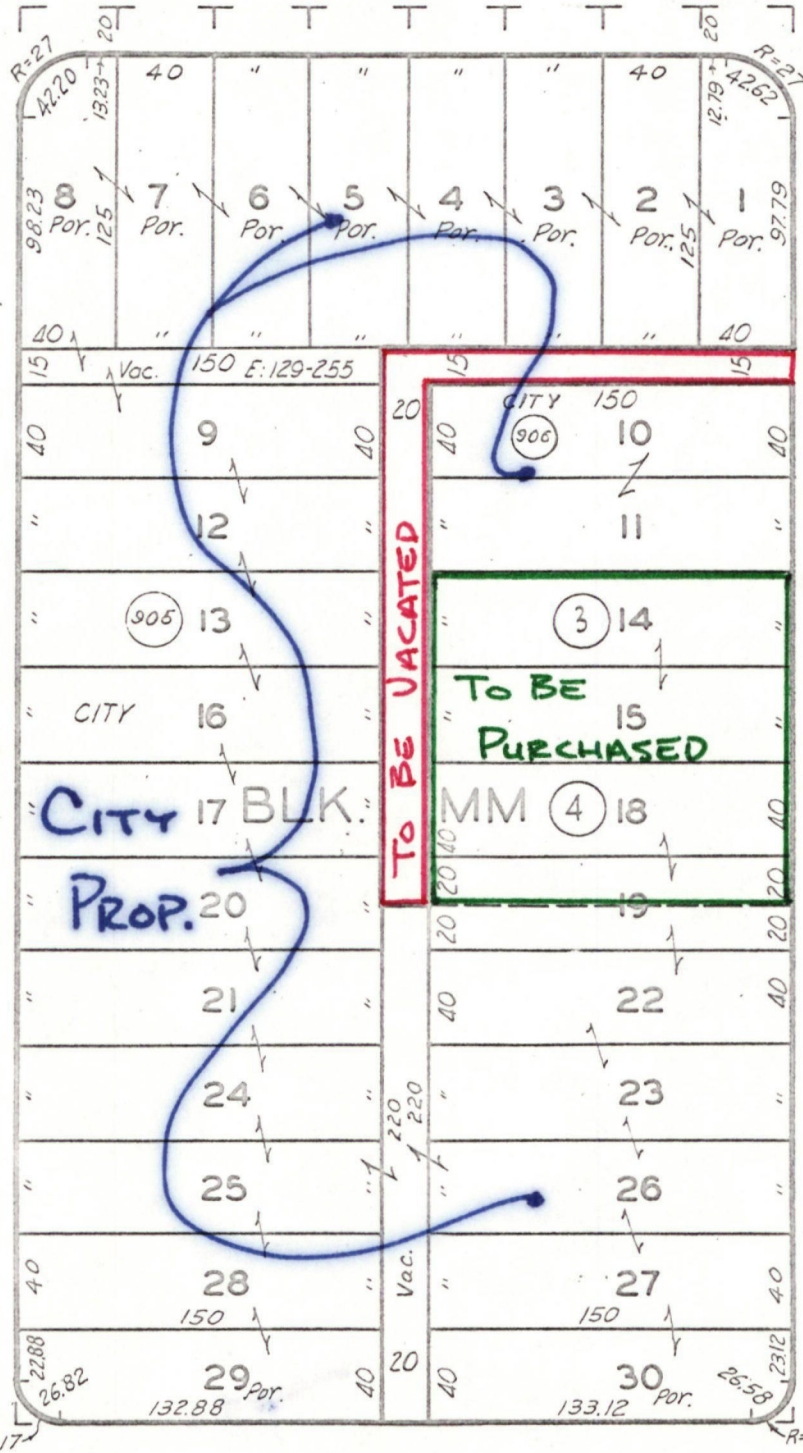 20 20
R=27 R=27
42.20 13.23 40 " " " " 40 12.79 42.62
98.23 8 7 6 5 4 3 2 1 97.79
Por. 125 Por. Por. Por. Por. Por. Por. 125 Por.
40 " " " " " 40
15 Vac. 150 E:129-255 15 15
20 CITY 150
40 9 40 40 906 10 40
" 12 " " 11 "
" 905 13 " " 3 14 "
TO BE VACATED
" CITY 16 " TO BE " 15 "
PURCHASED
" CITY 17 BLK. " MM 4 18 40
40
PROP. 20 " 20 19 20
20 20
" 21 " 40 22 40
" 24 " 220 220 " 23 "
" 25 " " 26 "
40 28 " Vac. " 27 40
150 150
22.88 29 Por. 40 20 40 30 Por. 23.12
26.82 132.88 133.12 26.58
17 R=